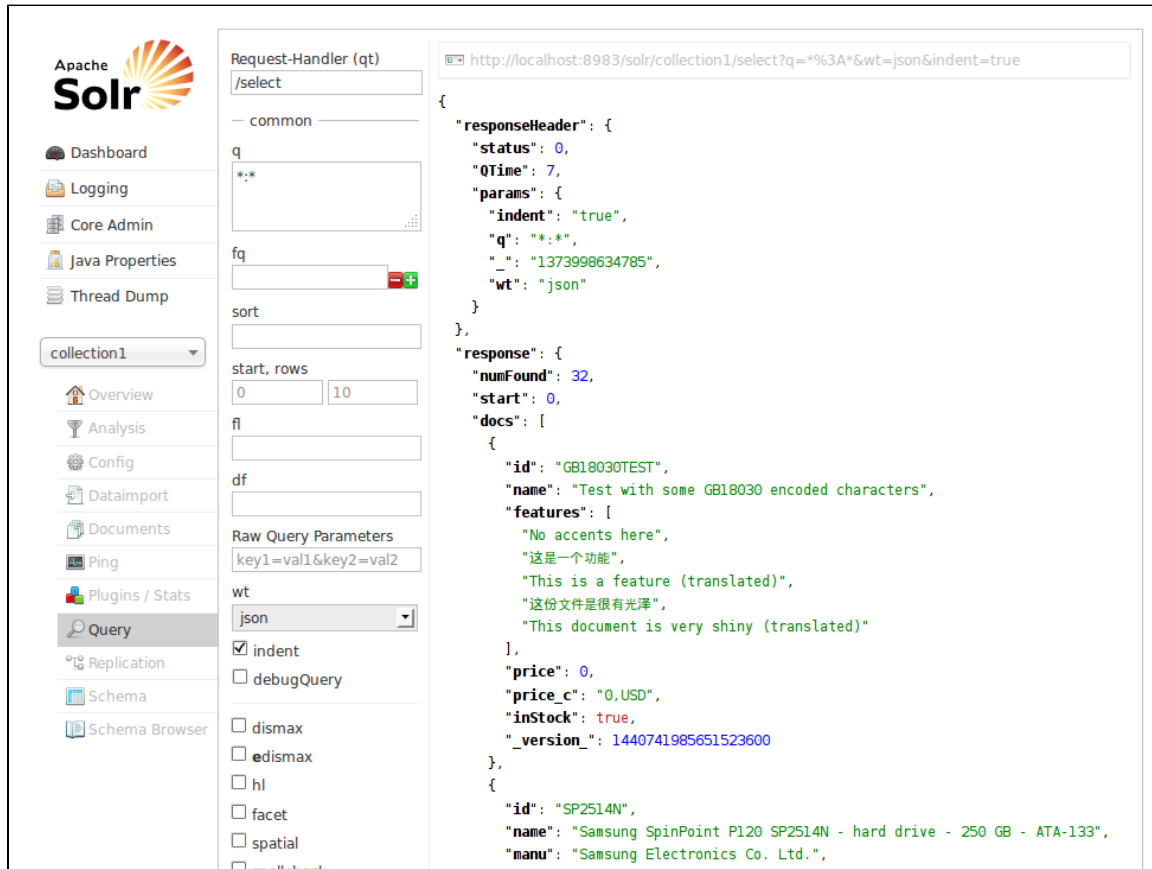 Apache
Solr
Dashboard
Logging
Core Admin
Java Properties
Thread Dump
collection1
Overview
Analysis
Config
Dataimport
Documents
Ping
Plugins / Stats
Query
Replication
Schema
Schema Browser
Request-Handler (qt)
/select
common
q
*:*
fq
sort
start, rows
0 10
fl
df
Raw Query Parameters
key1=val1&key2=val2
wt
json
indent
debugQuery
dismax
edismax
hl
facet
spatial
http://localhost:8983/solr/collection1/select?q=*%3A*&wt=json&indent=true
{
"responseHeader": {
"status": 0,
"QTime": 7,
"params": {
"indent": "true",
"q": "*:*",
"_": "1373998634785",
"wt": "json"
}
},
"response": {
"numFound": 32,
"start": 0,
"docs": [
{
"id": "GB18030TEST",
"name": "Test with some GB18030 encoded characters",
"features": [
"No accents here",
"这是一个功能",
"This is a feature (translated)",
"这份文件是很有光泽",
"This document is very shiny (translated)"
],
"price": 0,
"price_c": "0,USD",
"inStock": true,
"_version_": 1440741985651523600
},
{
"id": "SP2514N",
"name": "Samsung SpinPoint P120 SP2514N - hard drive - 250 GB - ATA-133",
"manu": "Samsung Electronics Co. Ltd.",